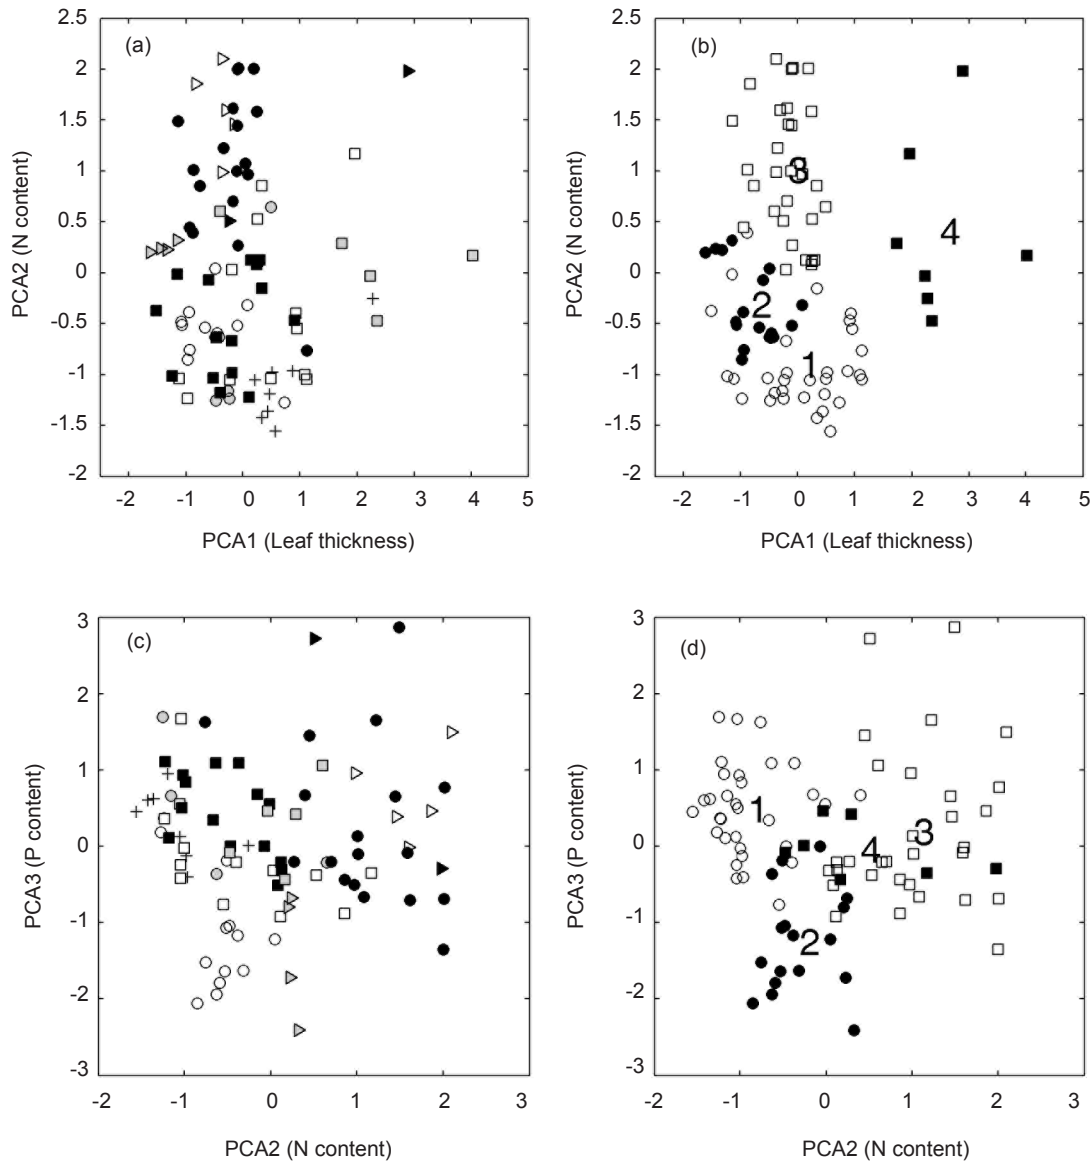 (a)
2.5
2
1.5
1
0.5
0
-0.5
-1
-1.5
-2
-2 -1 0 1 2 3 4 5
PCA2 (N content)
PCA1 (Leaf thickness)
(b)
2.5
2
1.5
1
0.5
0
-0.5
-1
-1.5
-2
3
4
2
1
-2 -1 0 1 2 3 4 5
PCA2 (N content)
PCA1 (Leaf thickness)
(c)
3
2
1
0
-1
-2
-3
-2 -1 0 1 2 3
PCA3 (P content)
PCA2 (N content)
(d)
3
2
1
0
-1
-2
-3
1
3
4
2
-2 -1 0 1 2 3
PCA3 (P content)
PCA2 (N content)